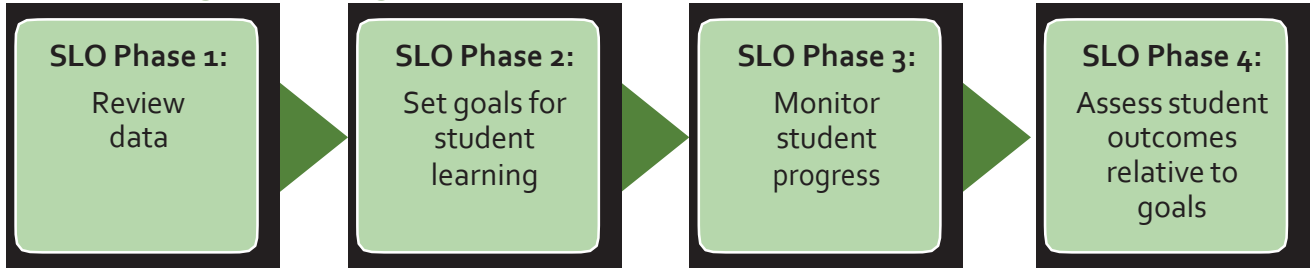 SLO Phase 1:
Review
data
SLO Phase 2:
Set goals for
student
learning
SLO Phase 3:
Monitor
student
progress
SLO Phase 4:
Assess student
outcomes
relative to
goals